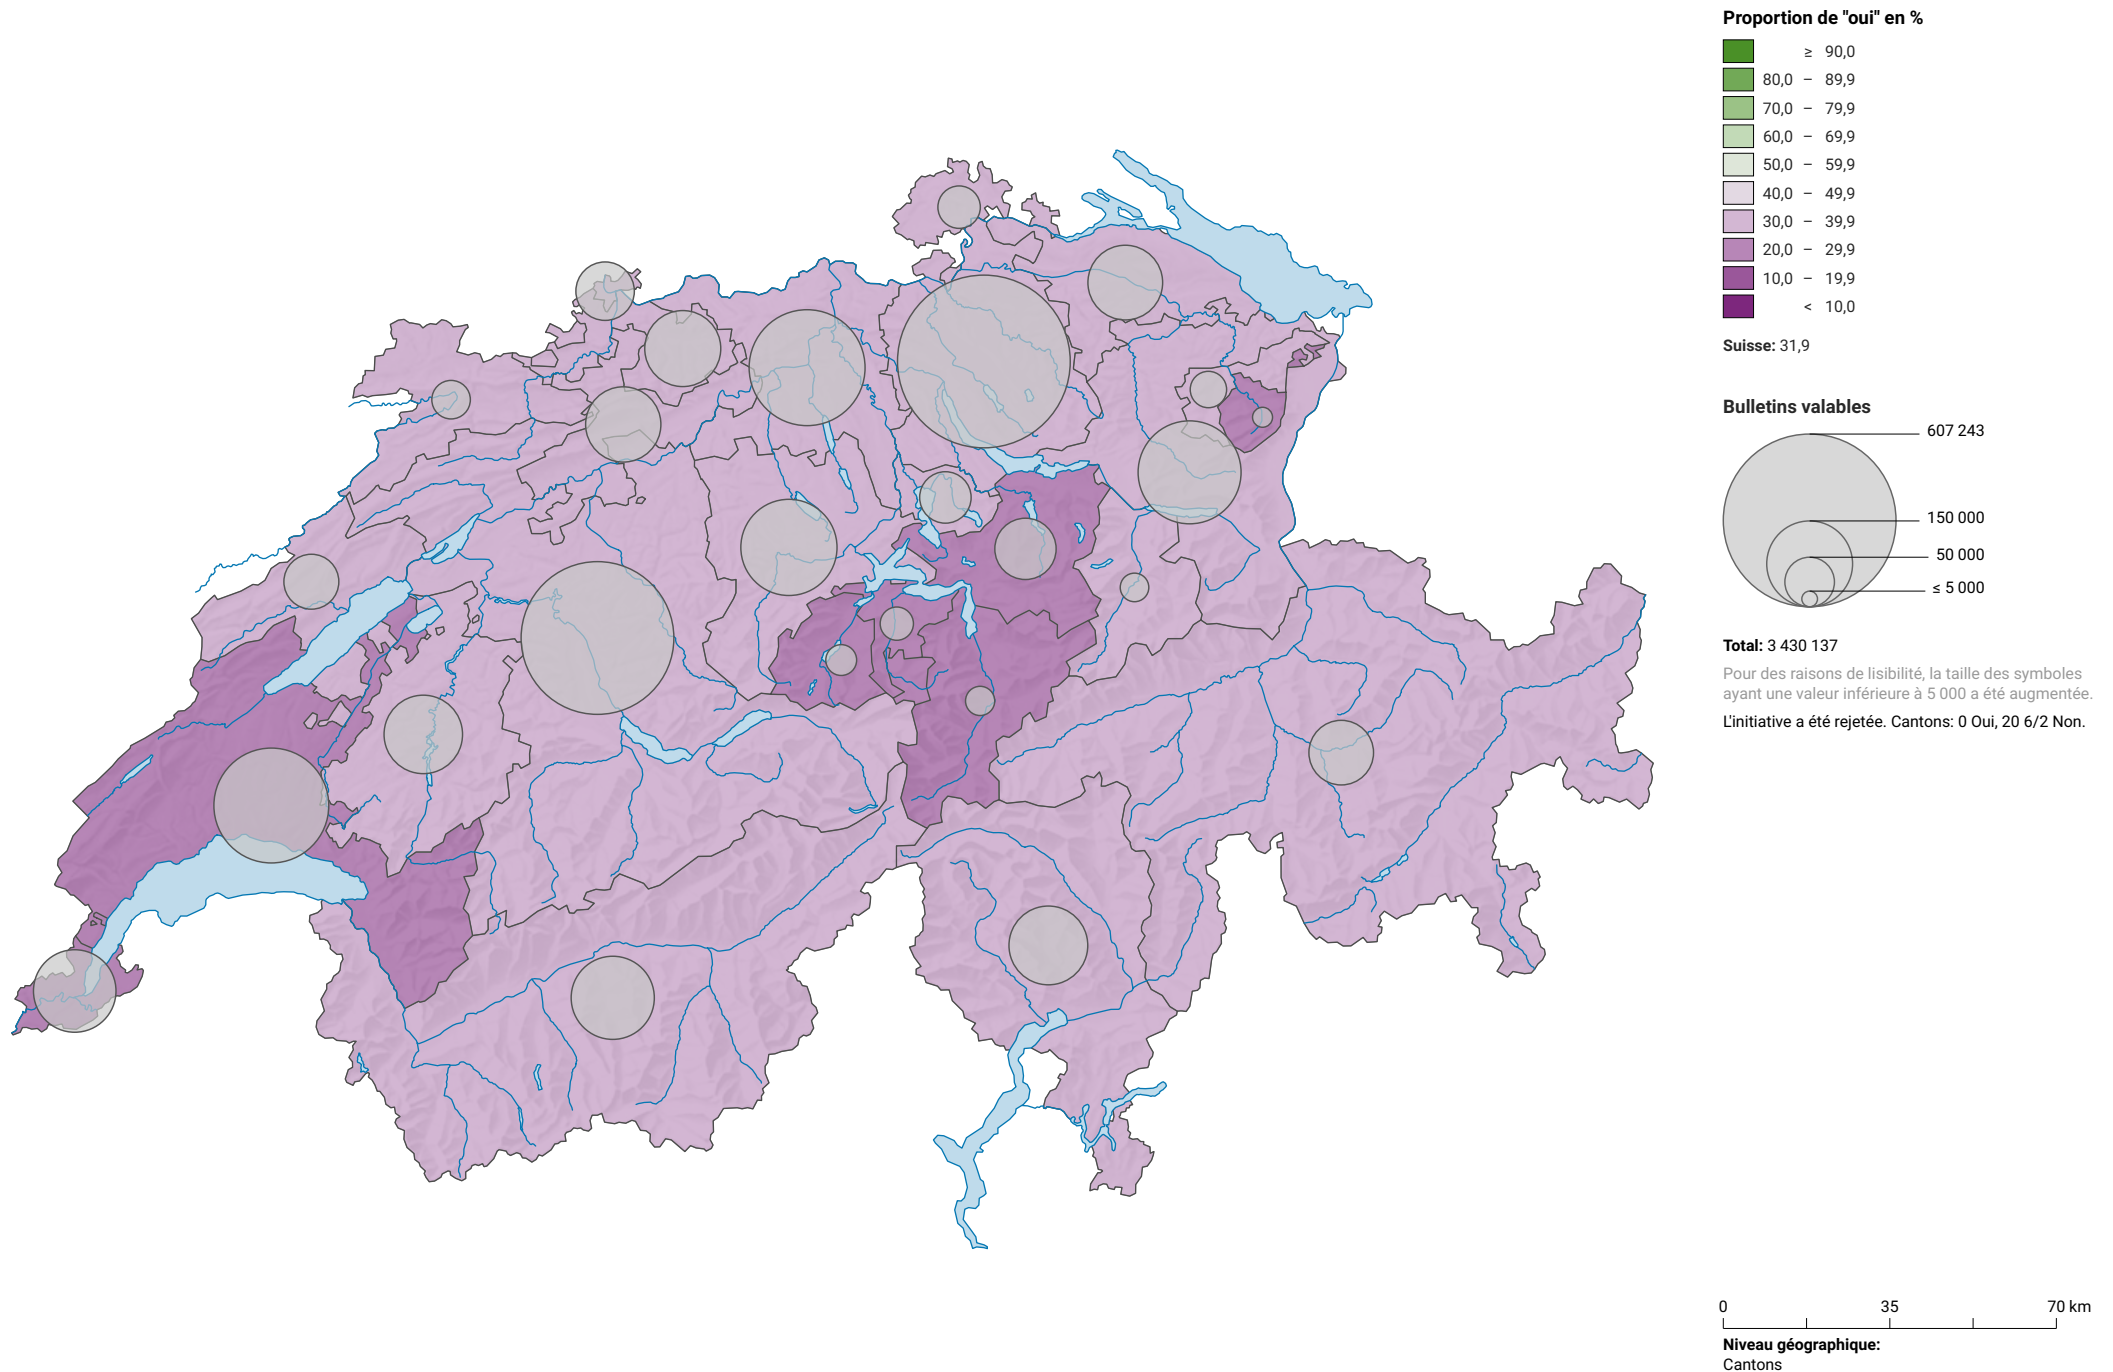 Proportion de "oui" en %
≥ 90,0
80,0 – 89,9
70,0 – 79,9
60,0 – 69,9
50,0 – 59,9
40,0 – 49,9
30,0 – 39,9
20,0 – 29,9
10,0 – 19,9
< 10,0
Suisse: 31,9
Bulletins valables
607 243
150 000
50 000
≤ 5 000
Total: 3 430 137
Pour des raisons de lisibilité, la taille des symboles
ayant une valeur inférieure à 5 000 a été augmentée.
L'initiative a été rejetée. Cantons: 0 Oui, 20 6/2 Non.
0 35 70 km
Niveau géographique:
Cantons